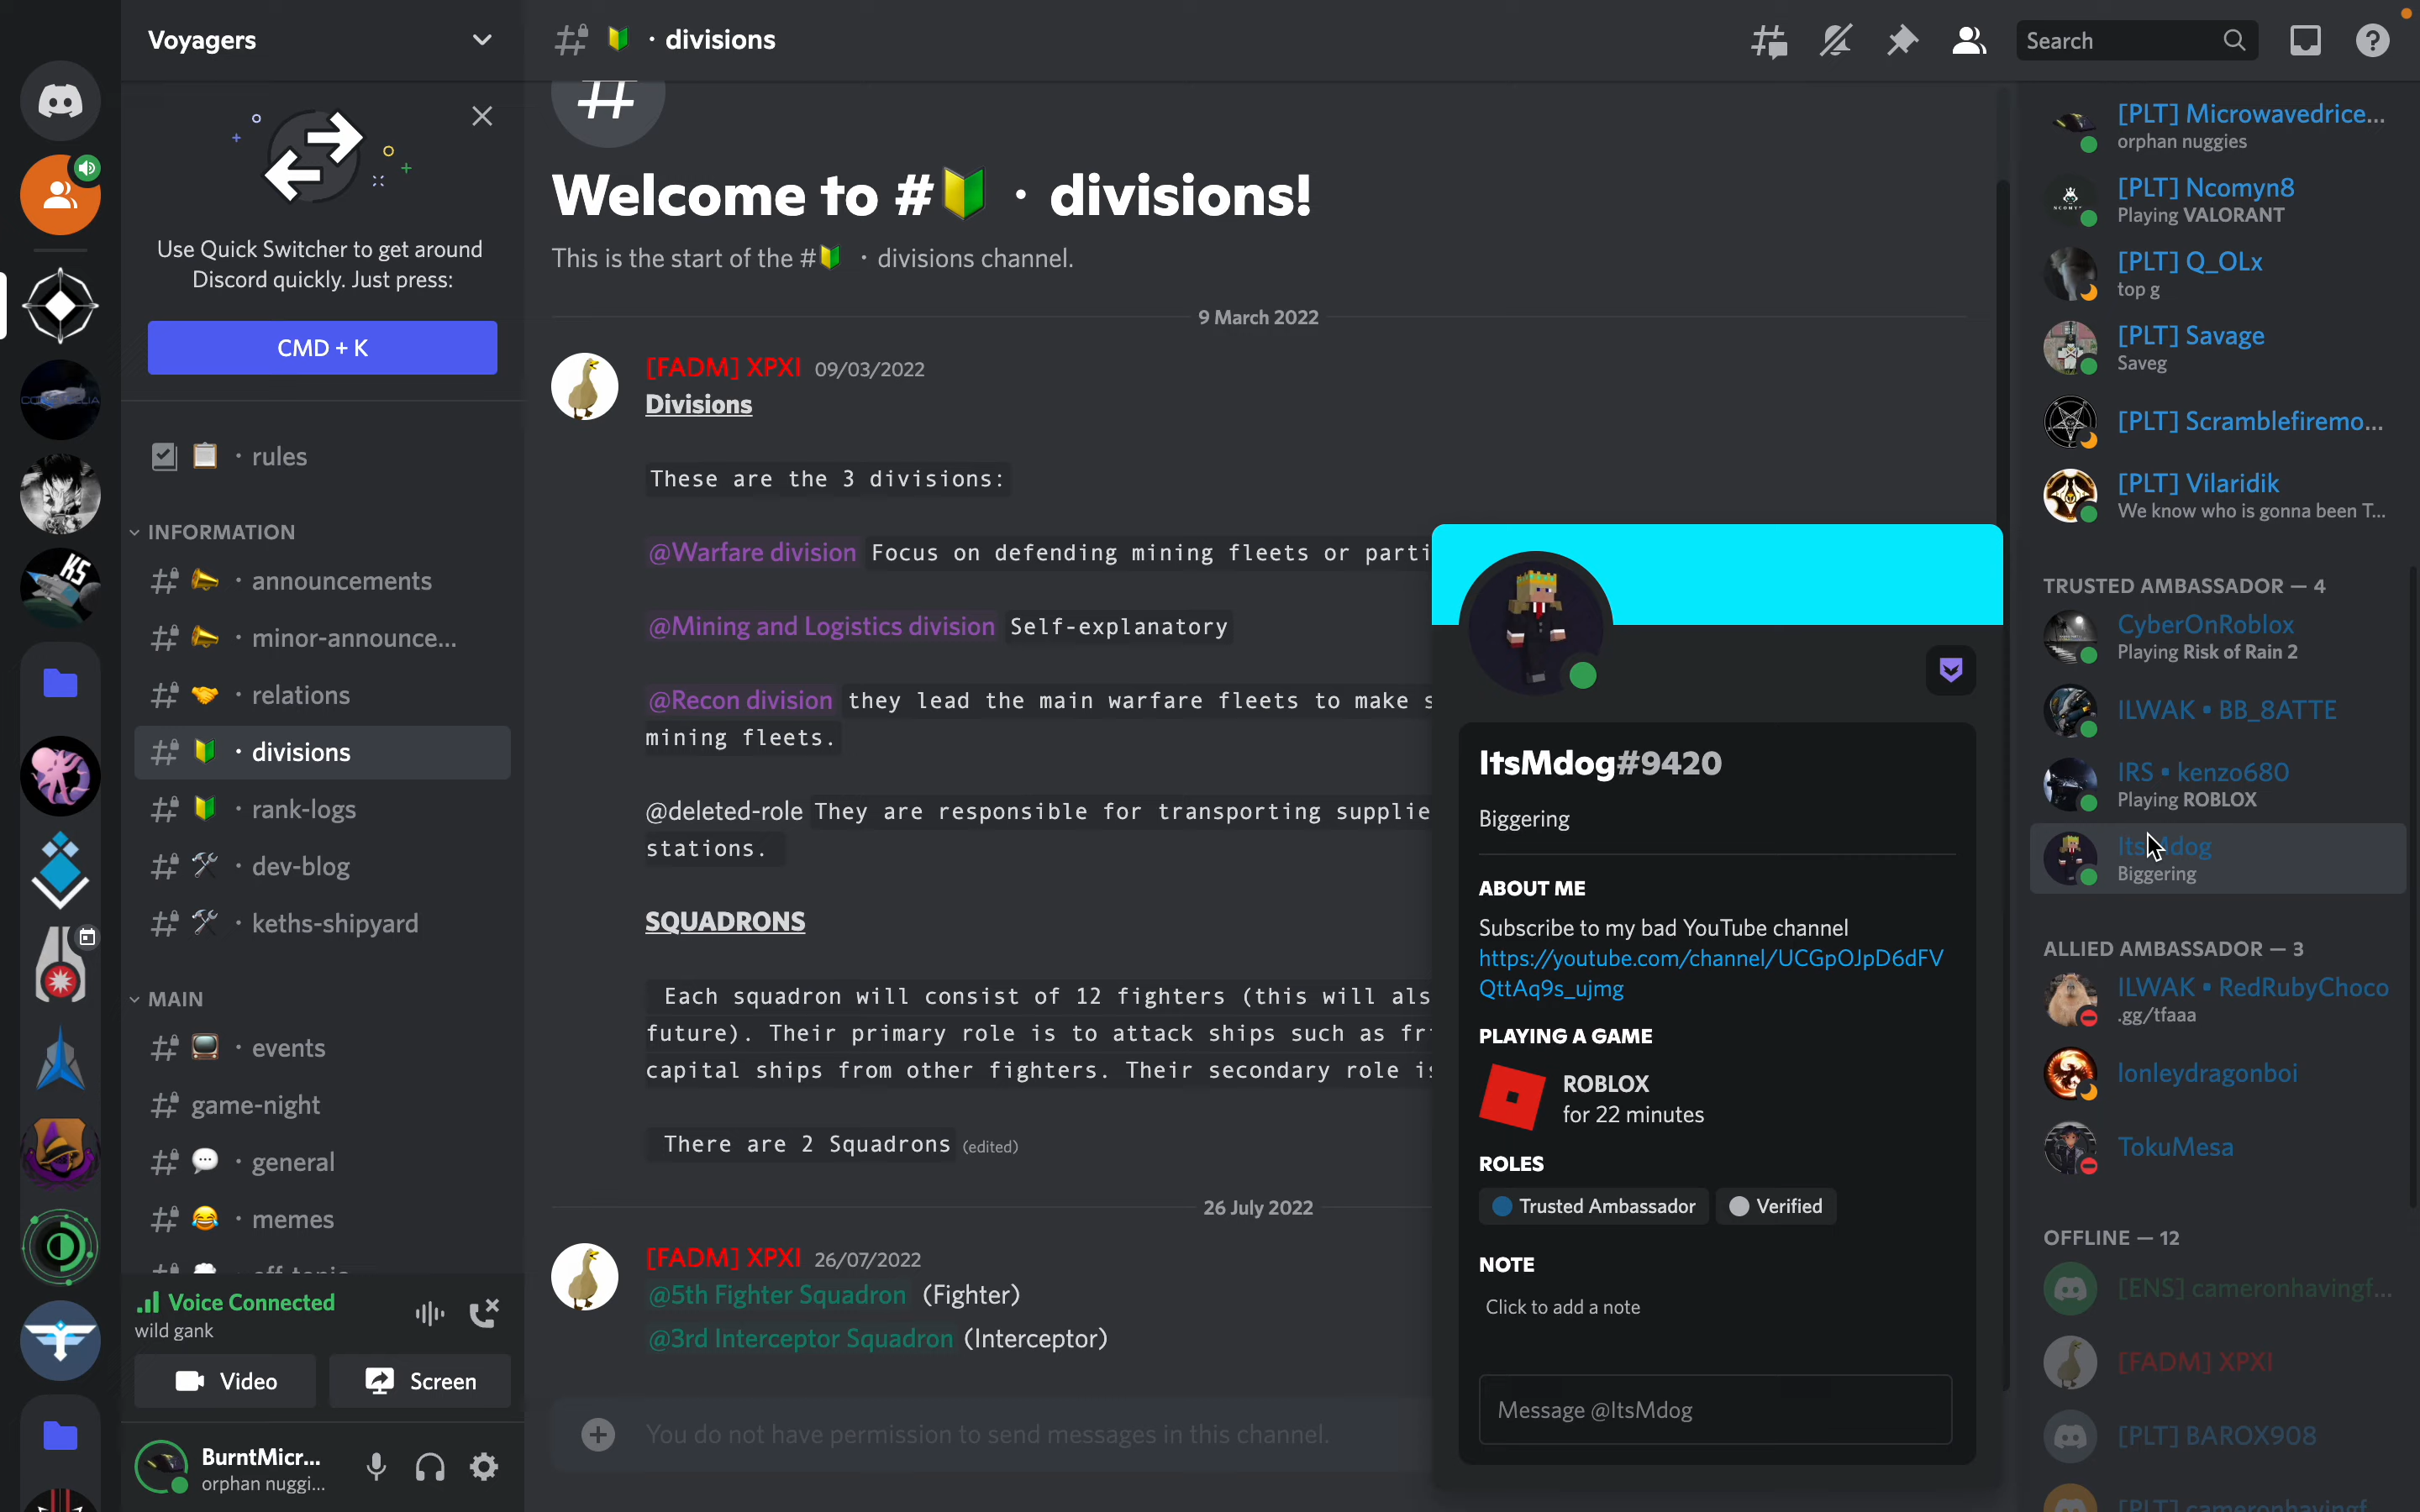 Voyagers
Use Quick Switcher to get around
Discord quickly. Just press:
CMD + K
· rules
INFORMATION
· announcements
· minor-announce...
· relations
· divisions
· rank-logs
· dev-blog
· keths-shipyard
MAIN
· events
game-night
· general
· memes
Voice Connected
wild gank
Video
Screen
BurntMicr...
orphan nuggi...
KS
# · divisions
Search
Welcome to # · divisions!
This is the start of the # · divisions channel.
9 March 2022
[FADM] XPXI 09/03/2022
Divisions
These are the 3 divisions:
@Warfare division Focus on defending mining fleets or parti
@Mining and Logistics division Self-explanatory
@Recon division they lead the main warfare fleets to make s
mining fleets.
@deleted-role They are responsible for transporting supplie
stations.
SQUADRONS
Each squadron will consist of 12 fighters (this will als
future). Their primary role is to attack ships such as fr
capital ships from other fighters. Their secondary role i
There are 2 Squadrons (edited)
26 July 2022
[FADM] XPXI 26/07/2022
@5th Fighter Squadron (Fighter)
@3rd Interceptor Squadron (Interceptor)
You do not have permission to send messages in this channel.
ItsMdog#9420
Biggering
ABOUT ME
Subscribe to my bad YouTube channel
https://youtube.com/channel/UCGpOJpD6dFV
QttAq9s_ujmg
PLAYING A GAME
ROBLOX
for 22 minutes
ROLES
Trusted Ambassador
Verified
NOTE
Click to add a note
Message @ItsMdog
[PLT] Microwavedrice...
orphan nuggies
[PLT] Ncomyn8
Playing VALORANT
[PLT] Q_OLx
top g
[PLT] Savage
Saveg
[PLT] Scramblefiremo...
[PLT] Vilaridik
We know who is gonna been T...
TRUSTED AMBASSADOR — 4
CyberOnRoblox
Playing Risk of Rain 2
ILWAK • BB_8ATTE
IRS • kenzo680
Playing ROBLOX
ItsMdog
Biggering
ALLIED AMBASSADOR — 3
ILWAK • RedRubyChoco
.gg/tfaaa
lonleydragonboi
TokuMesa
OFFLINE — 12
[ENS] cameronhavingf...
[FADM] XPXI
[PLT] BAROX908